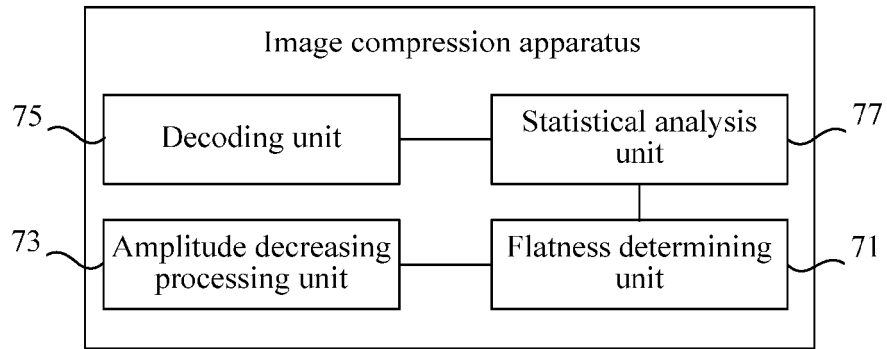 Image compression apparatus
75
Decoding unit
Statistical analysis
unit
77
73
Amplitude decreasing
processing unit
Flatness determining
unit
71